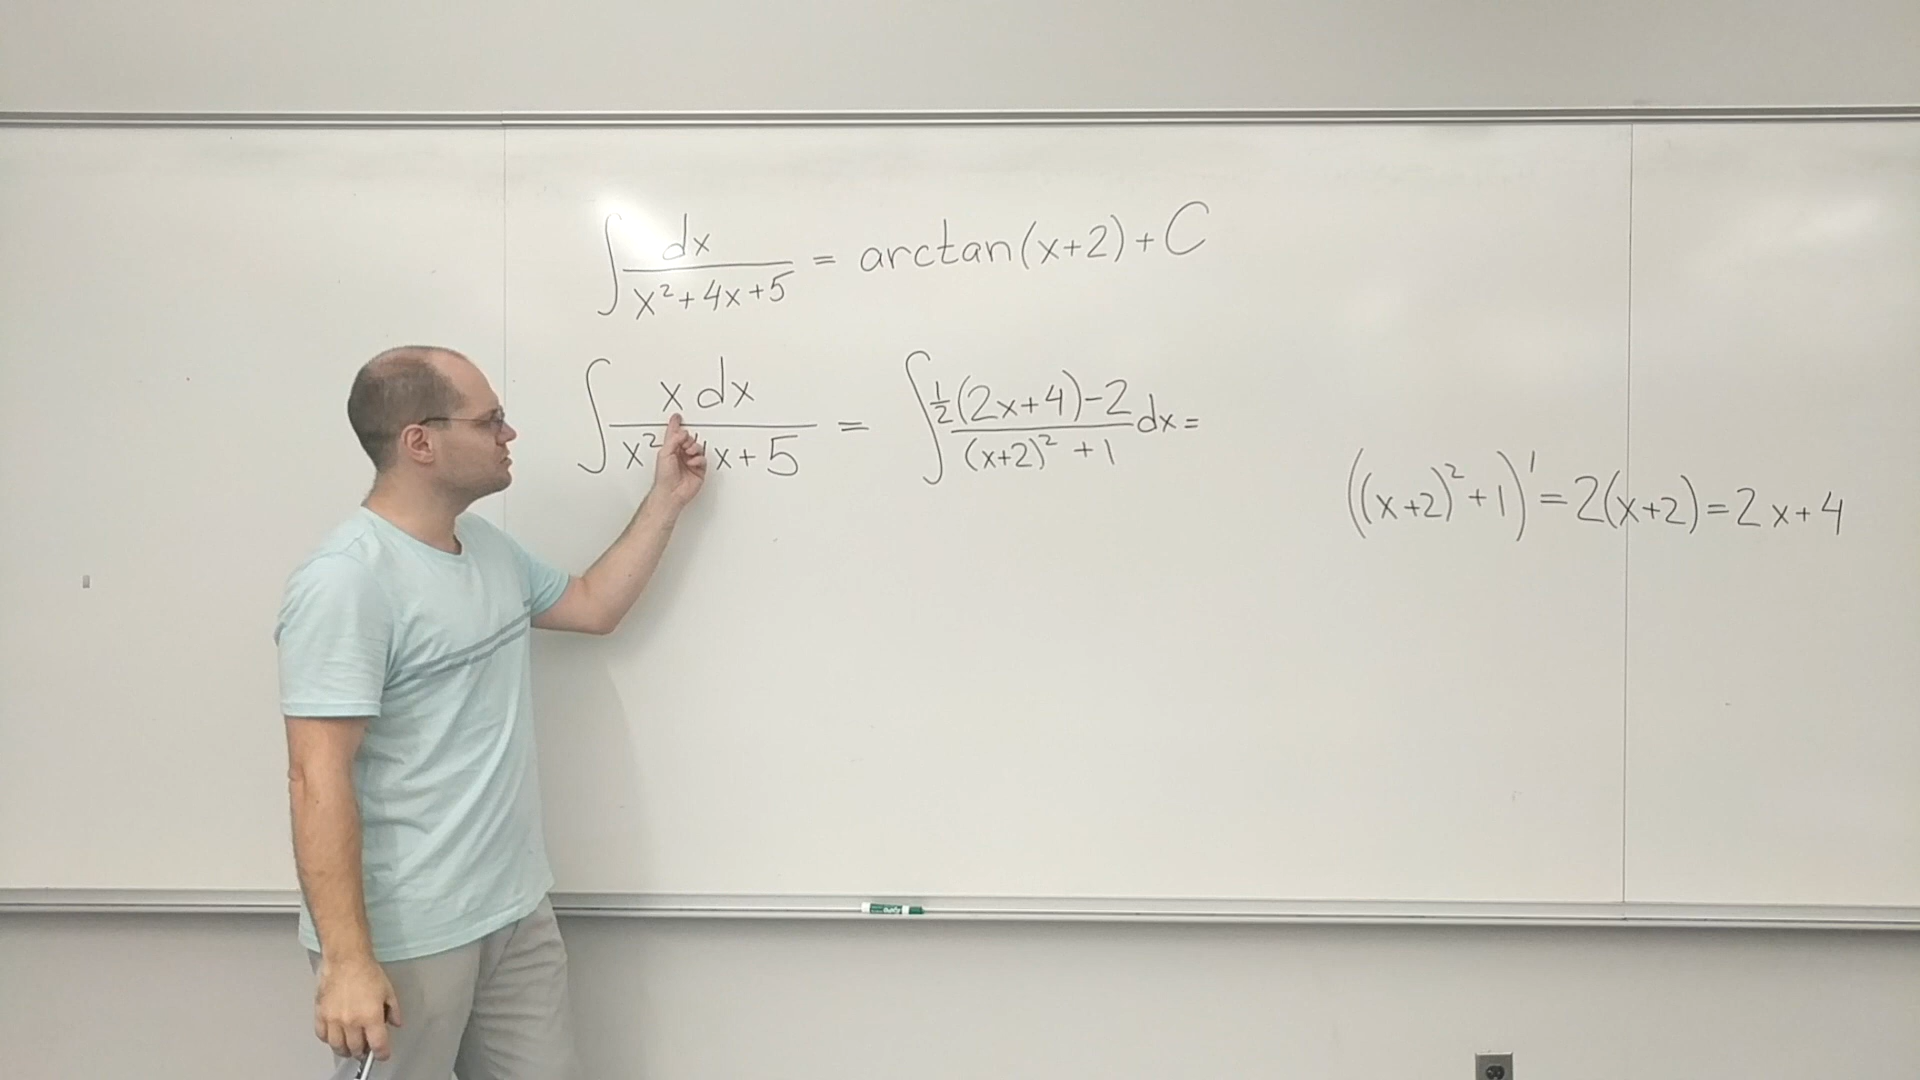 ∫ dx / (x² + 4x + 5) = arctan(x+2) + C
∫ x dx / (x² 4x + 5) = ∫ (½(2x+4) - 2) / ((x+2)² + 1) dx =
((x+2)² + 1)' = 2(x+2) = 2x + 4